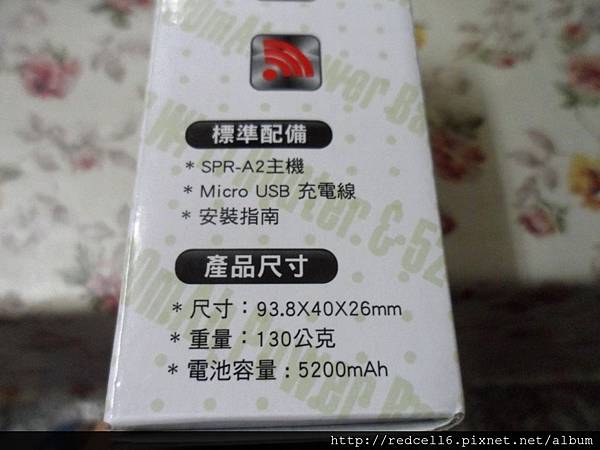 標準配備
* SPR-A2主機
* Micro USB 充電線
* 安裝指南
產品尺寸
* 尺寸：93.8X40X26mm
* 重量：130公克
* 電池容量：5200mAh
http://redcell6.pixnet.net/album